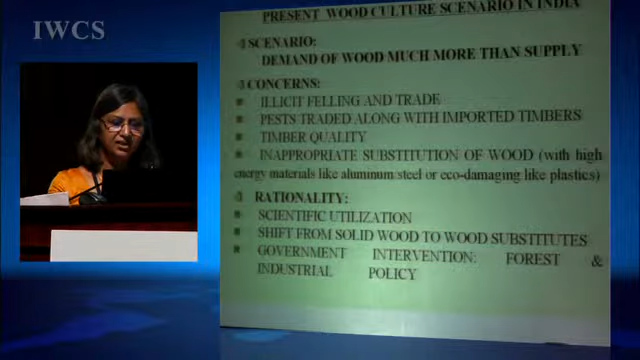 IWCS
PRESENT WOOD CULTURE SCENARIO IN INDIA
SCENARIO:
DEMAND OF WOOD MUCH MORE THAN SUPPLY
CONCERNS:
ILLICIT FELLING AND TRADE
PESTS TRADED ALONG WITH IMPORTED TIMBERS
TIMBER QUALITY
INAPPROPRIATE SUBSTITUTION OF WOOD (with high
energy materials like aluminum/steel or eco-damaging like plastics)
RATIONALITY:
SCIENTIFIC UTILIZATION
SHIFT FROM SOLID WOOD TO WOOD SUBSTITUTES
GOVERNMENT INTERVENTION: FOREST &
INDUSTRIAL POLICY